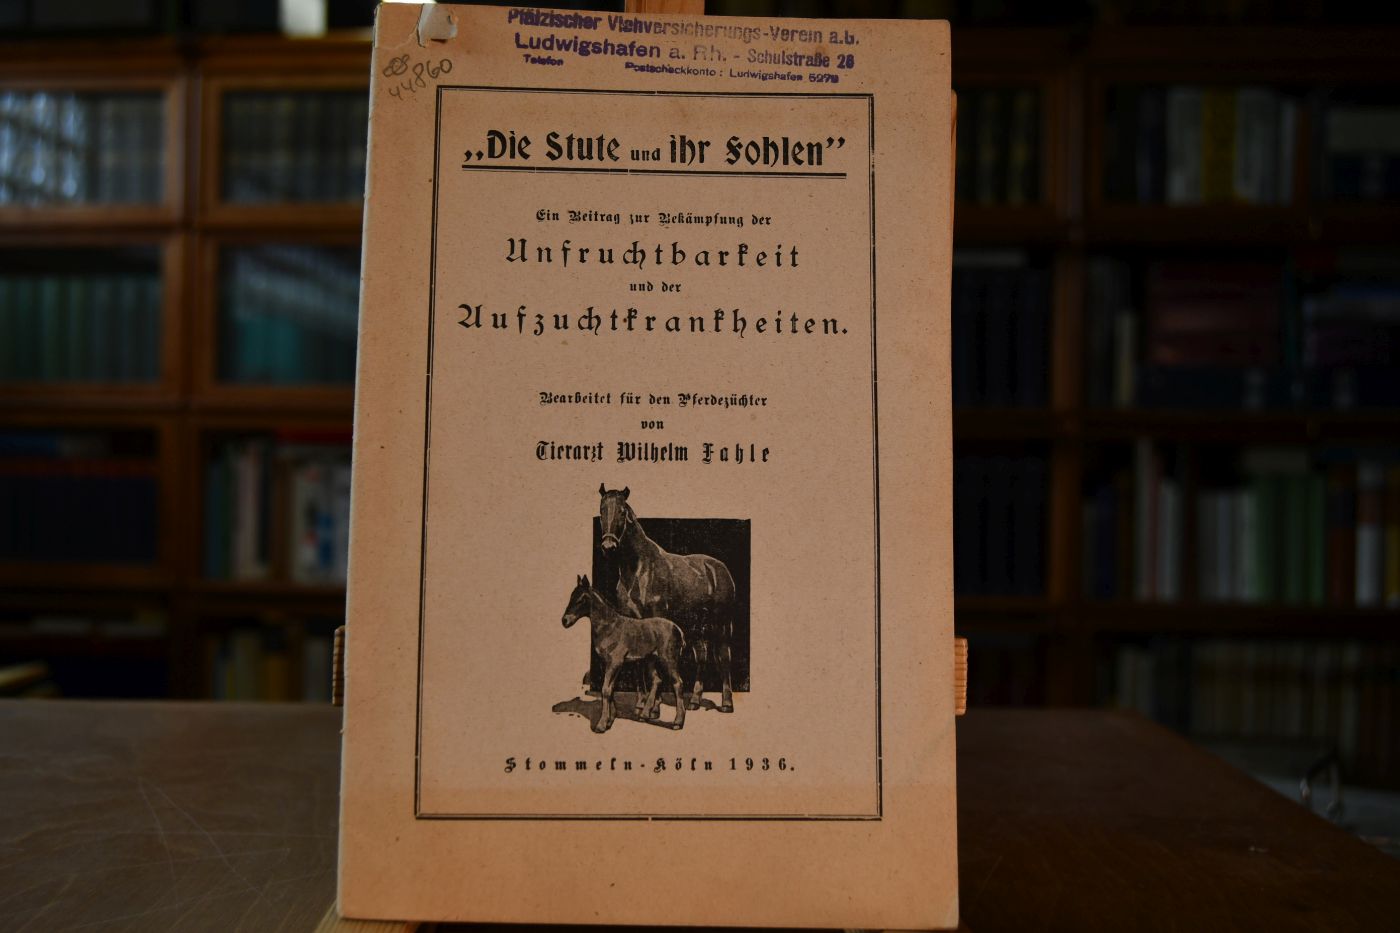 Pfälzischer Viehversicherungs-Verein a.G.
Ludwigshafen a. Rh. - Schulstraße 26
Telefon Postscheckkonto: Ludwigshafen
44860
„Die Stute und ihr Fohlen”
Ein Beitrag zur Bekämpfung der
Unfruchtbarkeit
und der
Aufzuchtkrankheiten.
Bearbeitet für den Pferdezüchter
von
Tierarzt Wilhelm Fahle
Stommeln-Köln 1936.